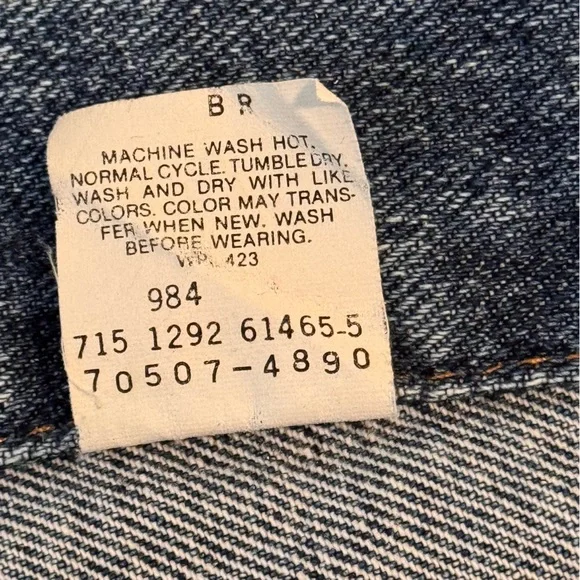 BR
MACHINE WASH HOT.
NORMAL CYCLE. TUMBLE DRY.
WASH AND DRY WITH LIKE
COLORS. COLOR MAY TRANS-
FER WHEN NEW. WASH
BEFORE WEARING.
WPL 423
984
715 1292 61465-5
70507-4890